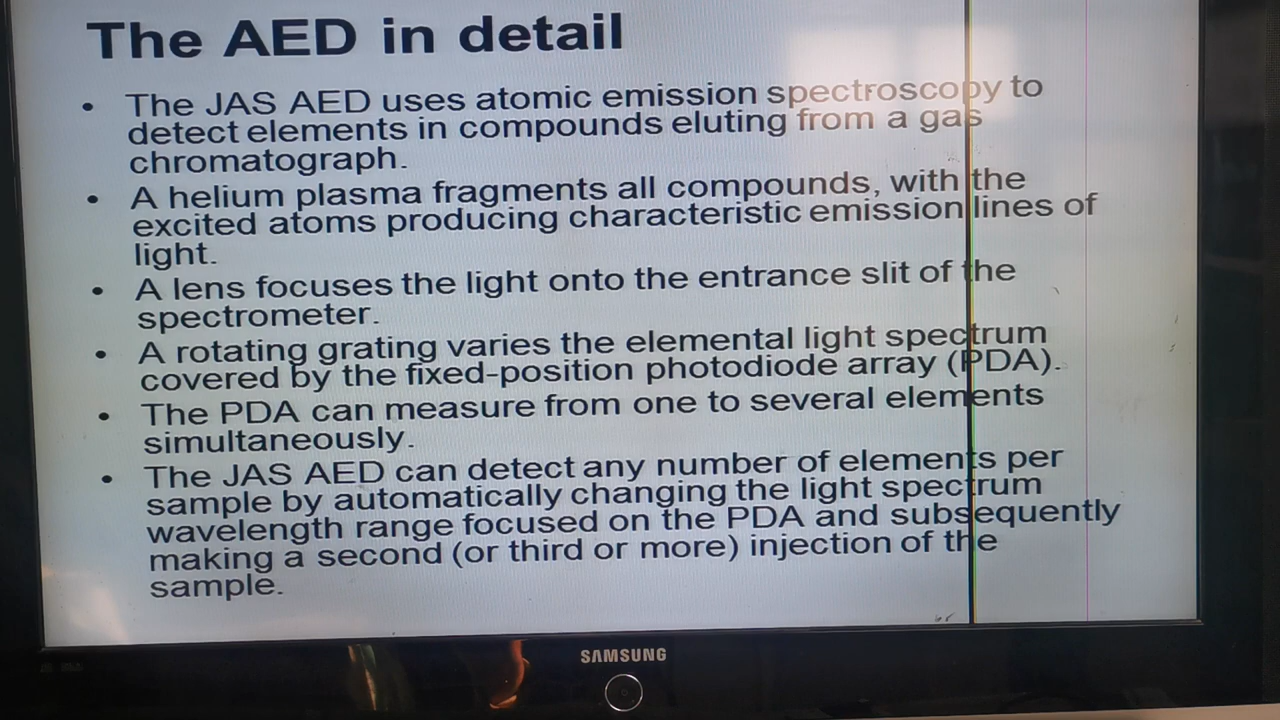 The AED in detail
• The JAS AED uses atomic emission spectroscopy to
detect elements in compounds eluting from a gas
chromatograph.
• A helium plasma fragments all compounds, with the
excited atoms producing characteristic emission lines of
light.
• A lens focuses the light onto the entrance slit of the
spectrometer.
• A rotating grating varies the elemental light spectrum
covered by the fixed-position photodiode array (PDA).
• The PDA can measure from one to several elements
simultaneously.
• The JAS AED can detect any number of elements per
sample by automatically changing the light spectrum
wavelength range focused on the PDA and subsequently
making a second (or third or more) injection of the
sample.
SAMSUNG